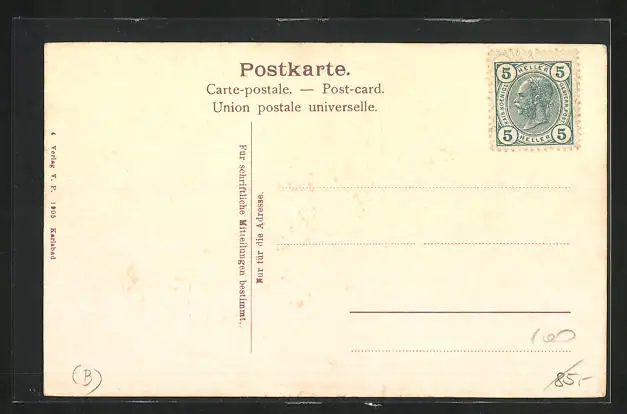 Postkarte.
Carte-postale. — Post-card.
Union postale universelle.
5 HELLER 5
5 HELLER 5
4 Verlag V. F. 1905 Karlsbad
Für schriftliche Mitteilungen bestimmt.
Nur für die Adresse.
100
(B)
85,-